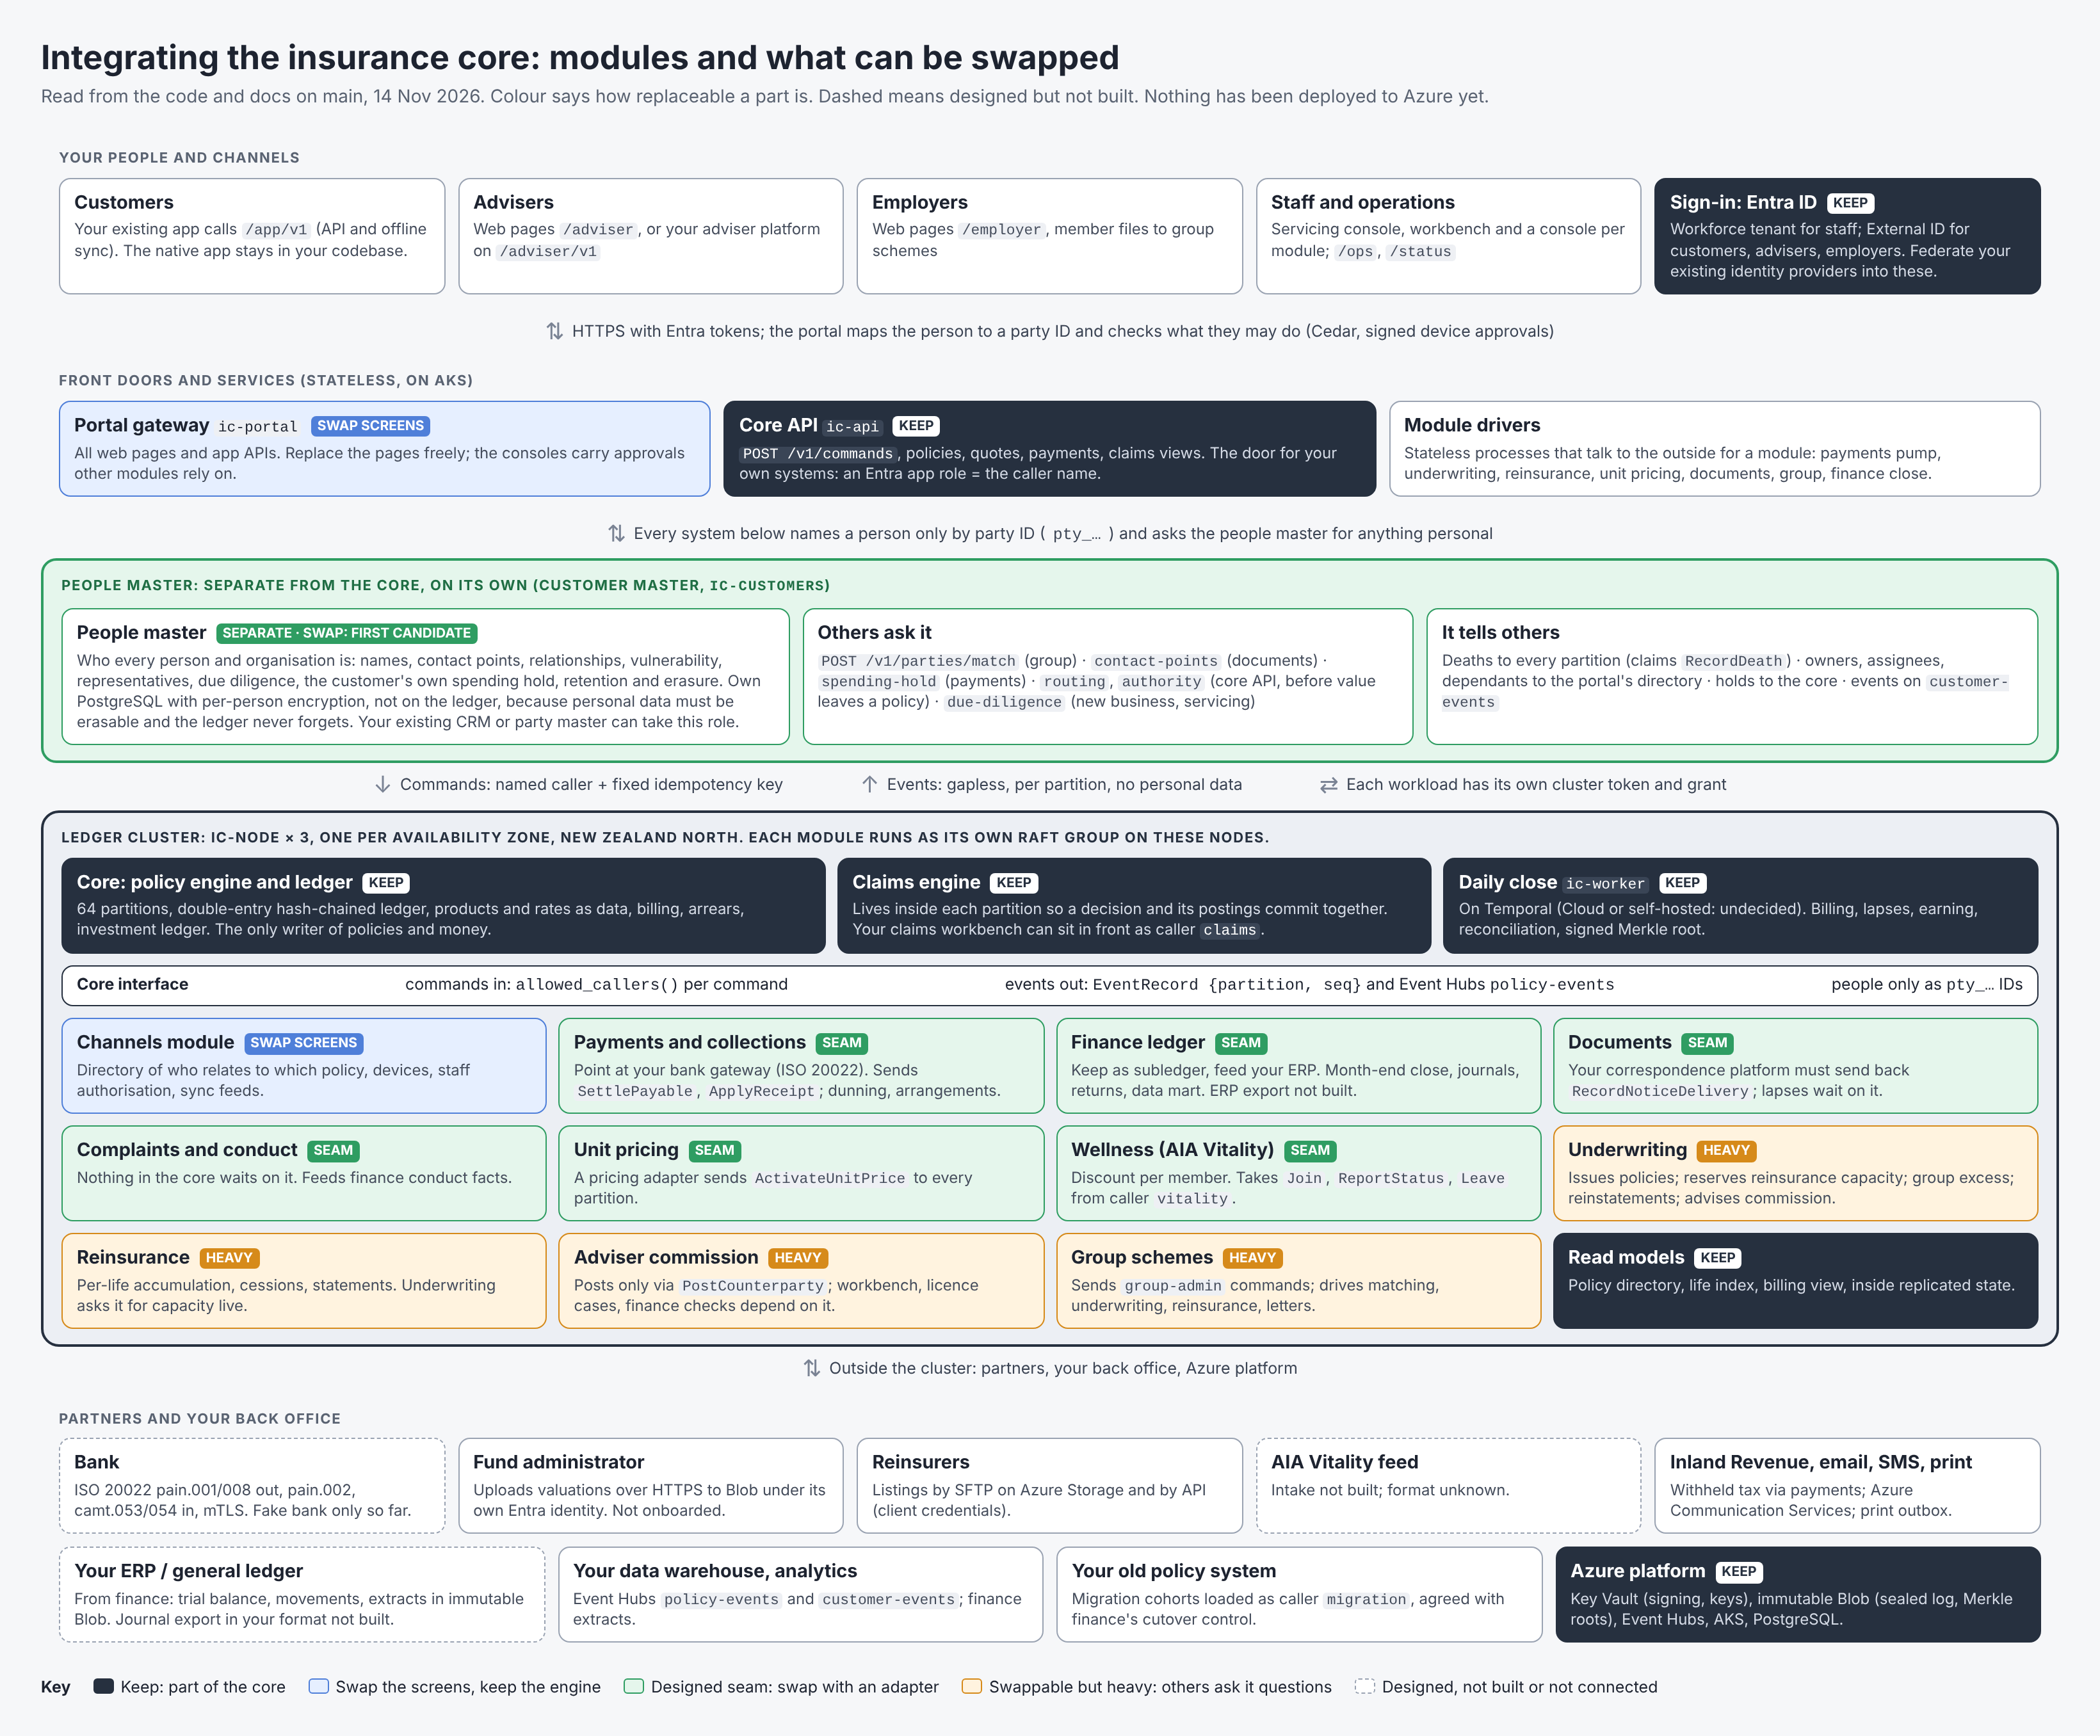 Integrating the insurance core: modules and what can be swapped
Read from the code and docs on main, 14 Nov 2026. Colour says how replaceable a part is. Dashed means designed but not built. Nothing has been deployed to Azure yet.
YOUR PEOPLE AND CHANNELS
Customers
Your existing app calls /app/v1 (API and offline
sync). The native app stays in your codebase.
Advisers
Web pages /adviser, or your adviser platform
on /adviser/v1
Employers
Web pages /employer, member files to group
schemes
Staff and operations
Servicing console, workbench and a console per
module; /ops, /status
Sign-in: Entra ID KEEP
Workforce tenant for staff; External ID for
customers, advisers, employers. Federate your
existing identity providers into these.
⇅ HTTPS with Entra tokens; the portal maps the person to a party ID and checks what they may do (Cedar, signed device approvals)
FRONT DOORS AND SERVICES (STATELESS, ON AKS)
Portal gateway ic-portal SWAP SCREENS
All web pages and app APIs. Replace the pages freely; the consoles carry approvals
other modules rely on.
Core API ic-api KEEP
POST /v1/commands, policies, quotes, payments, claims views. The door for your
own systems: an Entra app role = the caller name.
Module drivers
Stateless processes that talk to the outside for a module: payments pump,
underwriting, reinsurance, unit pricing, documents, group, finance close.
⇅ Every system below names a person only by party ID ( pty_… ) and asks the people master for anything personal
PEOPLE MASTER: SEPARATE FROM THE CORE, ON ITS OWN (CUSTOMER MASTER, IC-CUSTOMERS)
People master SEPARATE · SWAP: FIRST CANDIDATE
Who every person and organisation is: names, contact points, relationships, vulnerability,
representatives, due diligence, the customer's own spending hold, retention and erasure. Own
PostgreSQL with per-person encryption, not on the ledger, because personal data must be
erasable and the ledger never forgets. Your existing CRM or party master can take this role.
Others ask it
POST /v1/parties/match (group) · contact-points (documents) ·
spending-hold (payments) · routing, authority (core API, before value
leaves a policy) · due-diligence (new business, servicing)
It tells others
Deaths to every partition (claims RecordDeath) · owners, assignees,
dependants to the portal's directory · holds to the core · events on customer-
events
↓ Commands: named caller + fixed idempotency key
↑ Events: gapless, per partition, no personal data
⇄ Each workload has its own cluster token and grant
LEDGER CLUSTER: IC-NODE × 3, ONE PER AVAILABILITY ZONE, NEW ZEALAND NORTH. EACH MODULE RUNS AS ITS OWN RAFT GROUP ON THESE NODES.
Core: policy engine and ledger KEEP
64 partitions, double-entry hash-chained ledger, products and rates as data, billing, arrears,
investment ledger. The only writer of policies and money.
Claims engine KEEP
Lives inside each partition so a decision and its postings commit together.
Your claims workbench can sit in front as caller claims.
Daily close ic-worker KEEP
On Temporal (Cloud or self-hosted: undecided). Billing, lapses, earning,
reconciliation, signed Merkle root.
Core interface
commands in: allowed_callers() per command
events out: EventRecord {partition, seq} and Event Hubs policy-events
people only as pty_… IDs
Channels module SWAP SCREENS
Directory of who relates to which policy, devices, staff
authorisation, sync feeds.
Payments and collections SEAM
Point at your bank gateway (ISO 20022). Sends
SettlePayable, ApplyReceipt; dunning, arrangements.
Finance ledger SEAM
Keep as subledger, feed your ERP. Month-end close, journals,
returns, data mart. ERP export not built.
Documents SEAM
Your correspondence platform must send back
RecordNoticeDelivery; lapses wait on it.
Complaints and conduct SEAM
Nothing in the core waits on it. Feeds finance conduct facts.
Unit pricing SEAM
A pricing adapter sends ActivateUnitPrice to every
partition.
Wellness (AIA Vitality) SEAM
Discount per member. Takes Join, ReportStatus, Leave
from caller vitality.
Underwriting HEAVY
Issues policies; reserves reinsurance capacity; group excess;
reinstatements; advises commission.
Reinsurance HEAVY
Per-life accumulation, cessions, statements. Underwriting
asks it for capacity live.
Adviser commission HEAVY
Posts only via PostCounterparty; workbench, licence
cases, finance checks depend on it.
Group schemes HEAVY
Sends group-admin commands; drives matching,
underwriting, reinsurance, letters.
Read models KEEP
Policy directory, life index, billing view, inside replicated state.
⇅ Outside the cluster: partners, your back office, Azure platform
PARTNERS AND YOUR BACK OFFICE
Bank
ISO 20022 pain.001/008 out, pain.002,
camt.053/054 in, mTLS. Fake bank only so far.
Fund administrator
Uploads valuations over HTTPS to Blob under its
own Entra identity. Not onboarded.
Reinsurers
Listings by SFTP on Azure Storage and by API
(client credentials).
AIA Vitality feed
Intake not built; format unknown.
Inland Revenue, email, SMS, print
Withheld tax via payments; Azure
Communication Services; print outbox.
Your ERP / general ledger
From finance: trial balance, movements, extracts in immutable
Blob. Journal export in your format not built.
Your data warehouse, analytics
Event Hubs policy-events and customer-events; finance
extracts.
Your old policy system
Migration cohorts loaded as caller migration, agreed with
finance's cutover control.
Azure platform KEEP
Key Vault (signing, keys), immutable Blob (sealed log, Merkle
roots), Event Hubs, AKS, PostgreSQL.
Key
Keep: part of the core
Swap the screens, keep the engine
Designed seam: swap with an adapter
Swappable but heavy: others ask it questions
Designed, not built or not connected